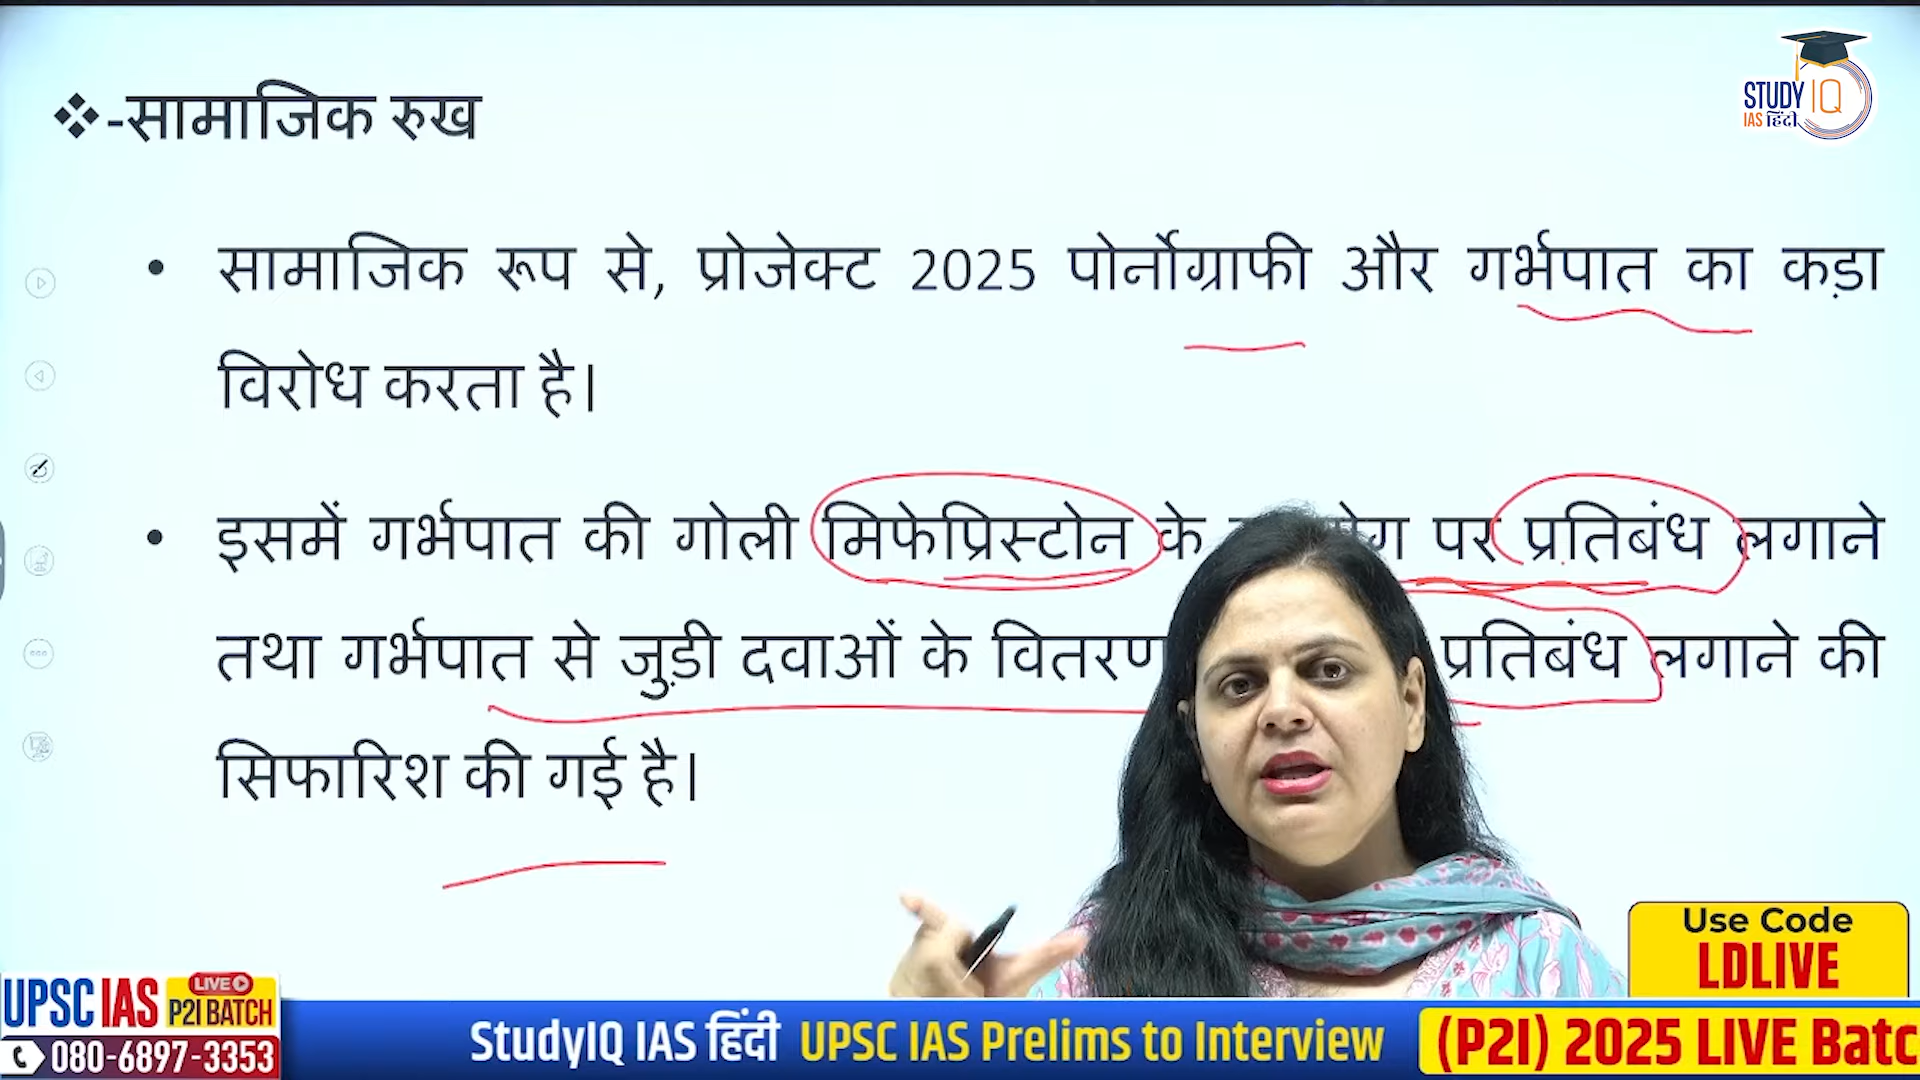 STUDY IQ
IAS हिंदी
❖-सामाजिक रुख
• सामाजिक रूप से, प्रोजेक्ट 2025 पोर्नोग्राफी और गर्भपात का कड़ा
विरोध करता है।
• इसमें गर्भपात की गोली मिफेप्रिस्टोन के पर प्रतिबंध लगाने
तथा गर्भपात से जुड़ी दवाओं के वितरण प्रतिबंध लगाने की
सिफारिश की गई है।
Use Code
LDLIVE
UPSC IAS LIVE P2I BATCH
080-6897-3353
StudyIQ IAS हिंदी UPSC IAS Prelims to Interview (P2I) 2025 LIVE Batc